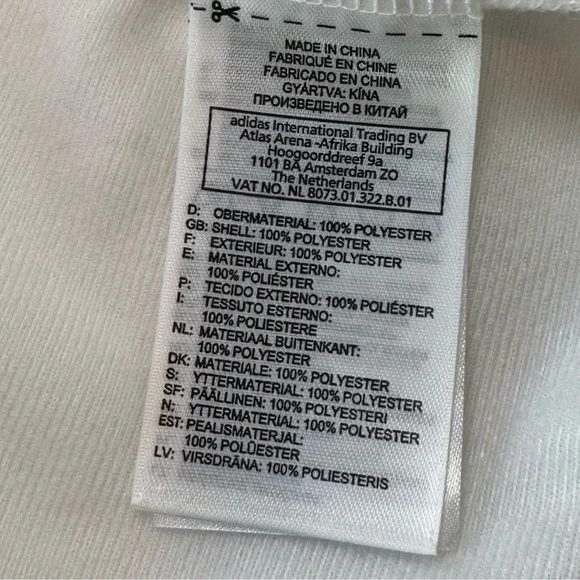 MADE IN CHINA
FABRIQUÉ EN CHINE
FABRICADO EN CHINA
GYÁRTVA: KÍNA
ПРОИЗВЕДЕНО В КИТАЙ
adidas International Trading BV
Atlas Arena -Afrika Building
Hoogoorddreef 9a
1101 BA Amsterdam ZO
The Netherlands
VAT NO. NL 8073.01.322.B.01
D: OBERMATERIAL: 100% POLYESTER
GB: SHELL: 100% POLYESTER
F: EXTERIEUR: 100% POLYESTER
E: MATERIAL EXTERNO:
100% POLIÉSTER
P: TECIDO EXTERNO: 100% POLIÉSTER
I: TESSUTO ESTERNO:
100% POLIESTERE
NL: MATERIAAL BUITENKANT:
100% POLYESTER
DK: MATERIALE: 100% POLYESTER
S: YTTERMATERIAL: 100% POLYESTER
SF: PÄÄLLINEN: 100% POLYESTERI
N: YTTERMATERIAL: 100% POLYESTER
EST: PEALISMATERJAL:
100% POLÜESTER
LV: VIRSDRĀNA: 100% POLIESTERIS